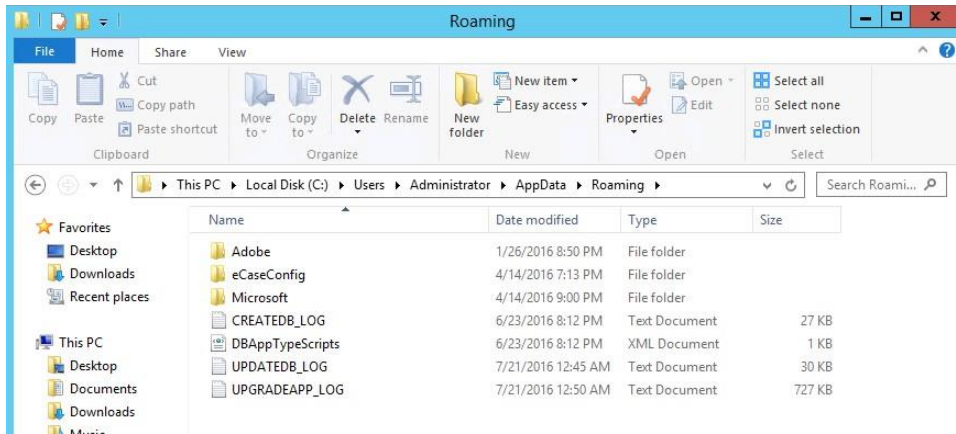 Roaming
File Home Share View
Copy
Paste
Cut
Copy path
Paste shortcut
Clipboard
Move to
Copy to
Delete
Rename
Organize
New folder
New item
Easy access
New
Properties
Open
Edit
Open
Select all
Select none
Invert selection
Select
This PC Local Disk (C:) Users Administrator AppData Roaming
Search Roami...
Favorites
Desktop
Downloads
Recent places
This PC
Desktop
Documents
Downloads
Name Date modified Type Size
Adobe 1/26/2016 8:50 PM File folder
eCaseConfig 4/14/2016 7:13 PM File folder
Microsoft 4/14/2016 9:00 PM File folder
CREATEDB_LOG 6/23/2016 8:12 PM Text Document 27 KB
DBAppTypeScripts 6/23/2016 8:12 PM XML Document 1 KB
UPDATEDB_LOG 7/21/2016 12:45 AM Text Document 30 KB
UPGRADEAPP_LOG 7/21/2016 12:50 AM Text Document 727 KB